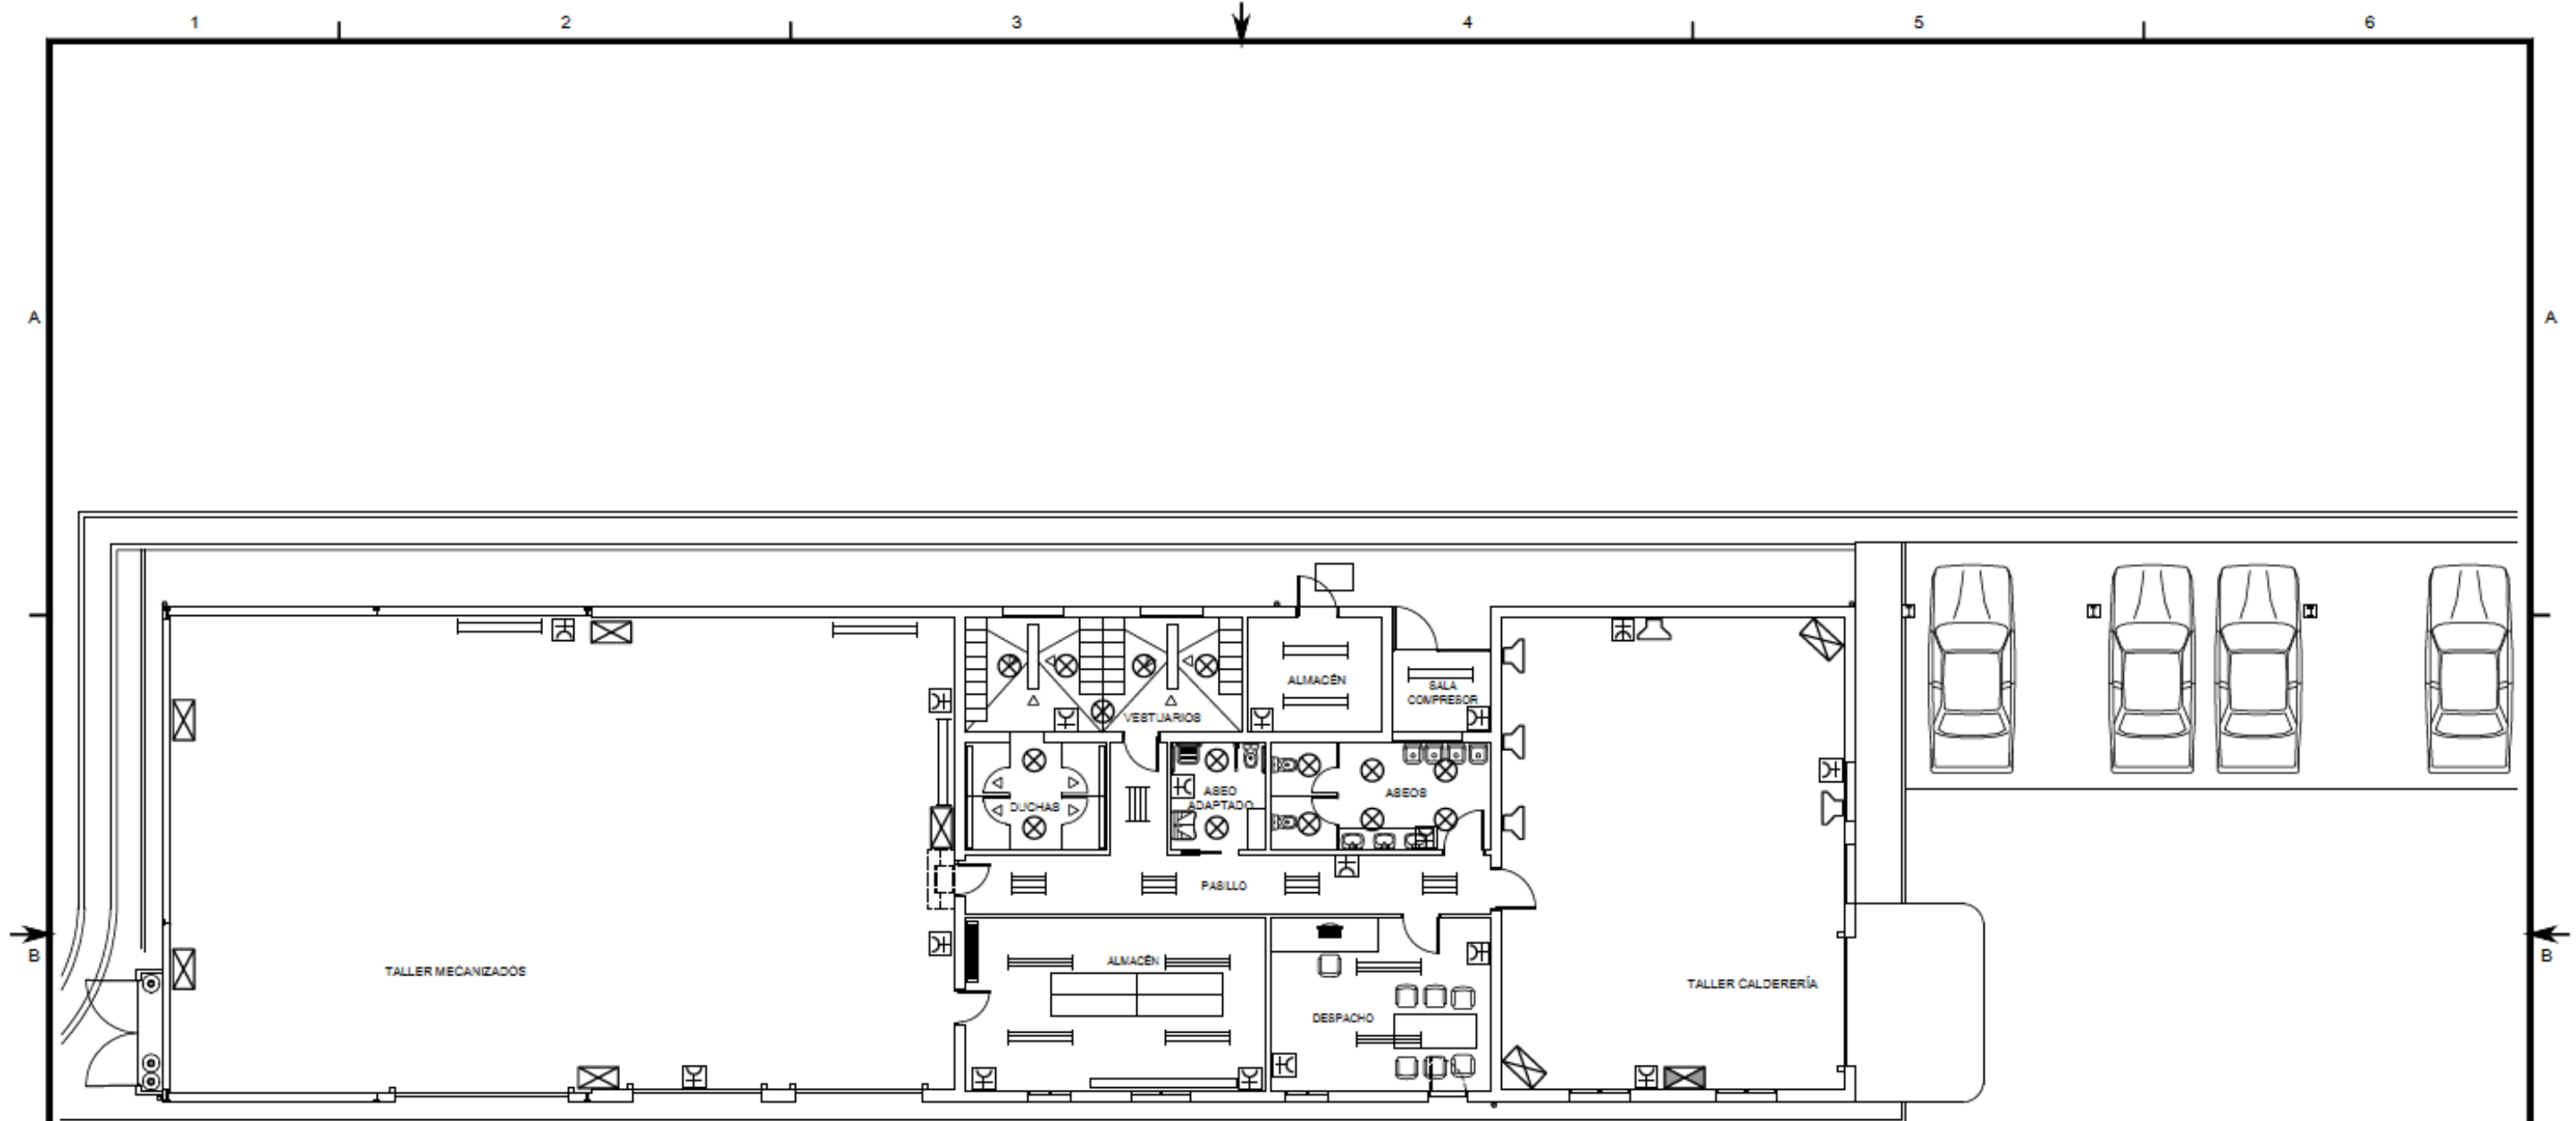 1 2 3 4 5 6
A A
ALMACÉN
SALA
COMPRESOR
VESTUARIOS
ASEO
ADAPTADO
ASEOS
DUCHAS
PASILLO
B B
ALMACÉN
TALLER MECANIZADOS
TALLER CALDERERÍA
DESPACHO